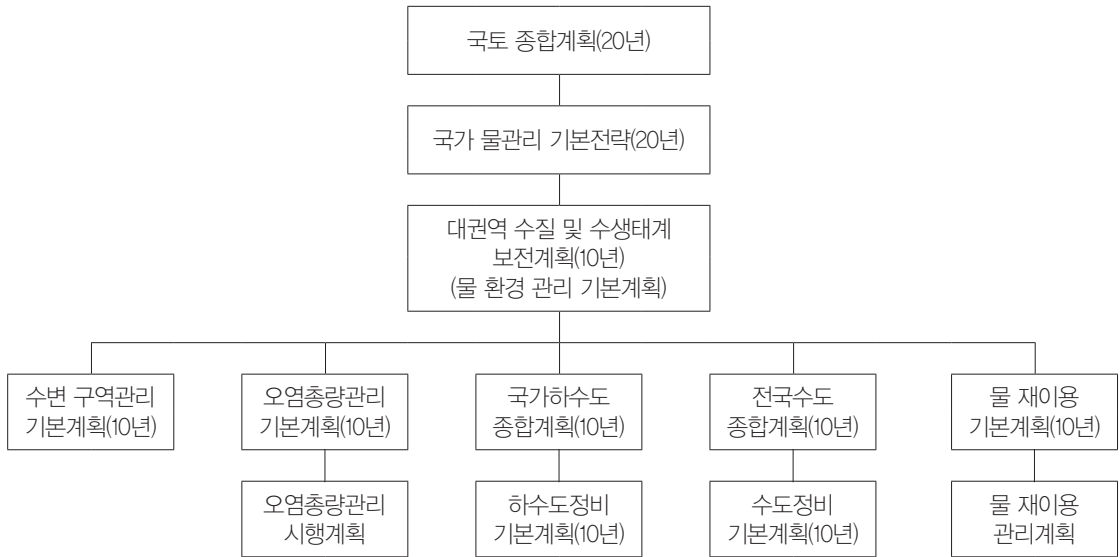 국토 종합계획(20년)
국가 물관리 기본전략(20년)
대권역 수질 및 수생태계
보전계획(10년)
(물 환경 관리 기본계획)
수변 구역관리
기본계획(10년)
오염총량관리
기본계획(10년)
국가하수도
종합계획(10년)
전국수도
종합계획(10년)
물 재이용
기본계획(10년)
오염총량관리
시행계획
하수도정비
기본계획(10년)
수도정비
기본계획(10년)
물 재이용
관리계획